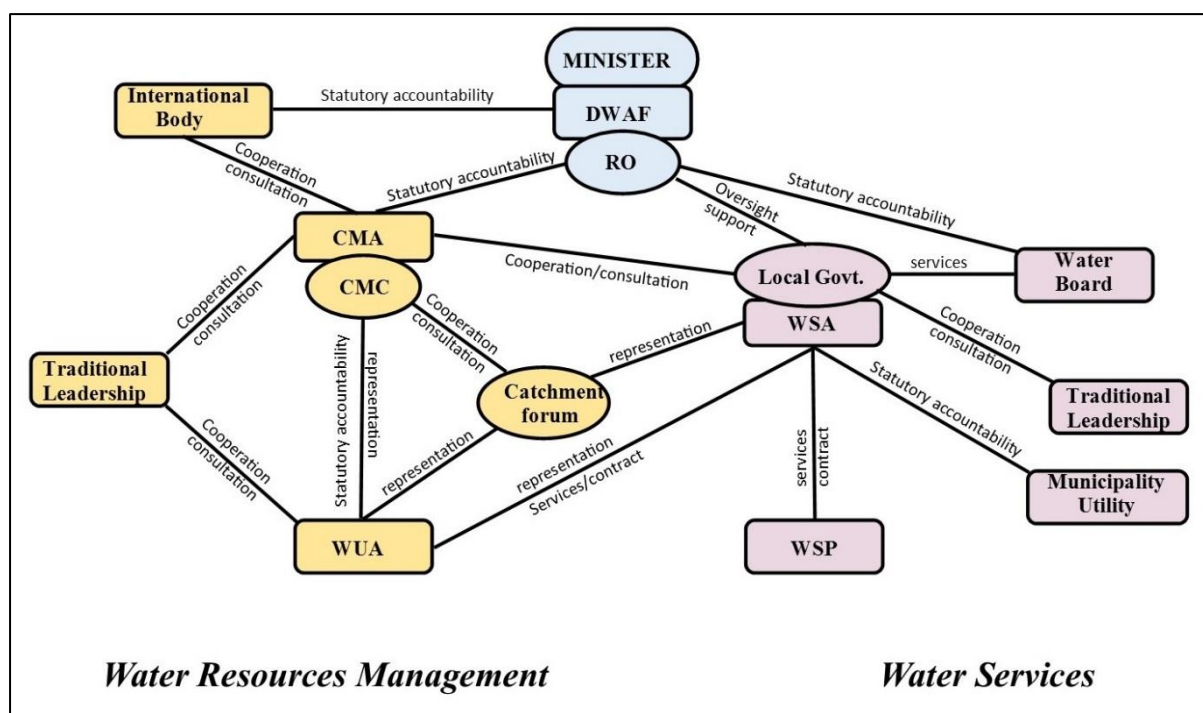 MINISTER
International
Body
Statutory accountability
DWAF
RO
Cooperation
consultation
Statutory accountability
Statutory accountability
Oversight
support
CMA
Cooperation/consultation
Local Govt.
services
Water
Board
CMC
WSA
Cooperation
consultation
Cooperation
consultation
representation
Cooperation
consultation
Traditional
Leadership
Statutory accountability
representation
Catchment
forum
Statutory accountability
Traditional
Leadership
Cooperation
consultation
representation
representation
Services/contract
services
contract
Municipality
Utility
WUA
WSP
Water Resources Management
Water Services